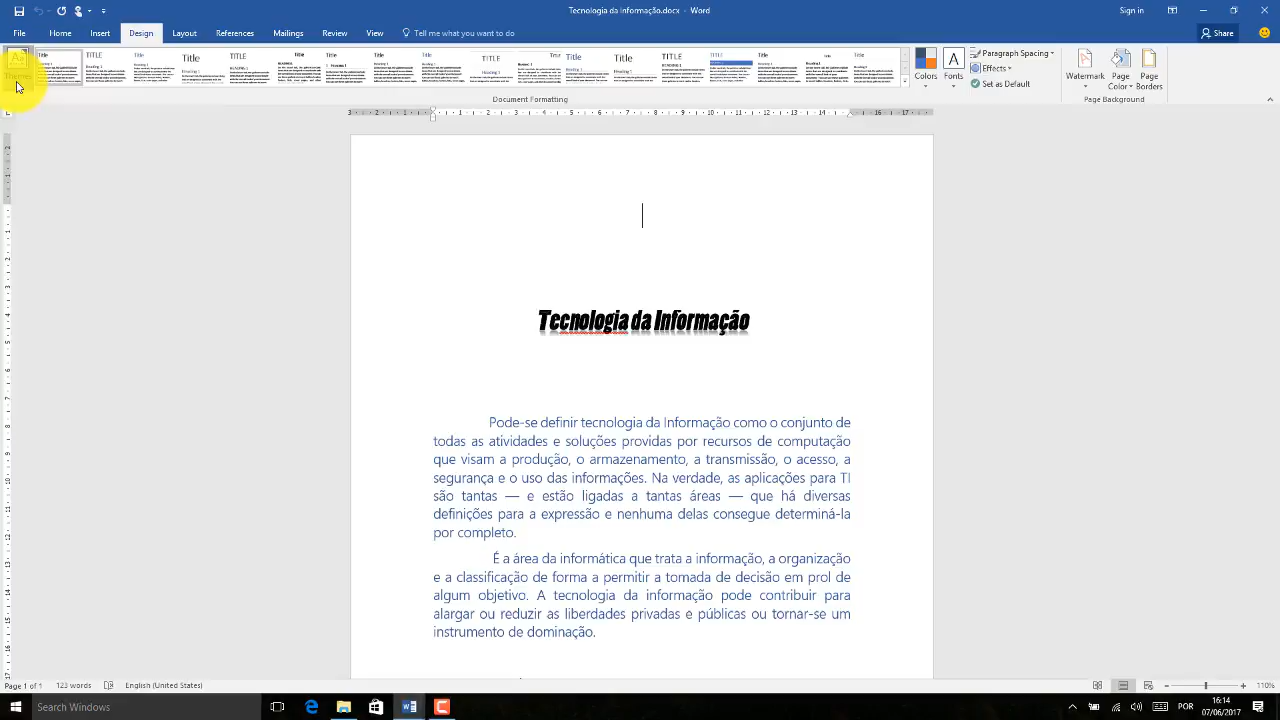 Tecnologia da Informação.docx - Word
Sign in
File Home Insert Design Layout References Mailings Review View Tell me what you want to do
Share
Title TITLE Title Title TITLE Title Title Title TITLE Title
Colors Fonts
Paragraph Spacing
Effects
Set as Default
Watermark Page Color Page Borders
Document Formatting
Page Background
Tecnologia da Informação
Pode-se definir tecnologia da Informação como o conjunto de
todas as atividades e soluções providas por recursos de computação
que visam a produção, o armazenamento, a transmissão, o acesso, a
segurança e o uso das informações. Na verdade, as aplicações para TI
são tantas — e estão ligadas a tantas áreas — que há diversas
definições para a expressão e nenhuma delas consegue determiná-la
por completo.
É a área da informática que trata a informação, a organização
e a classificação de forma a permitir a tomada de decisão em prol de
algum objetivo. A tecnologia da informação pode contribuir para
alargar ou reduzir as liberdades privadas e públicas ou tornar-se um
instrumento de dominação.
Page 1 of 1 123 words English (United States)
110%
Search Windows
POR
16:14
07/06/2017